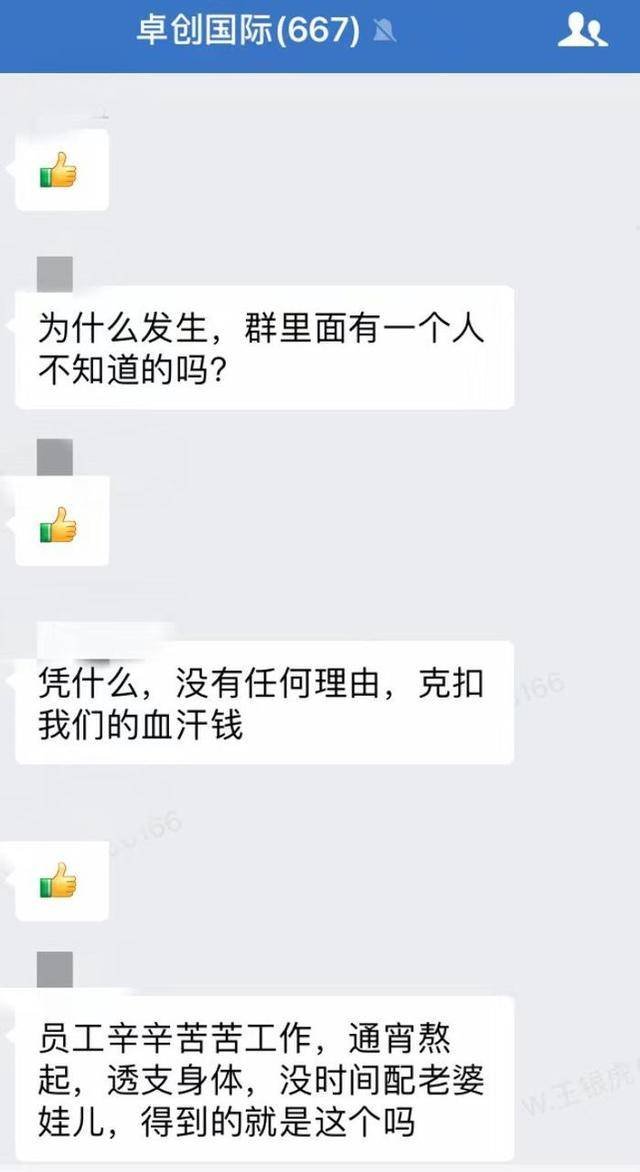 卓创国际(667)
为什么发生，群里面有一个人
不知道的吗？
凭什么，没有任何理由，克扣
我们的血汗钱
员工辛辛苦苦工作，通宵熬
起，透支身体，没时间配老婆
娃儿，得到的就是这个吗
W.王银虎